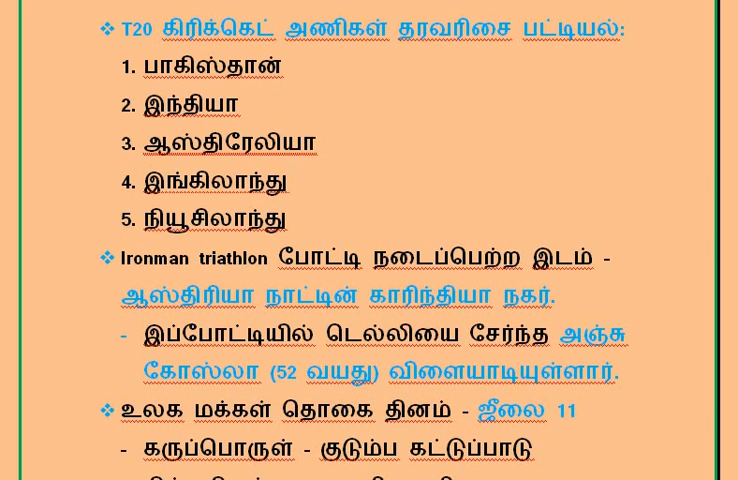 ❖ T20 கிரிக்கெட் அணிகள் தரவரிசை பட்டியல்:
1. பாகிஸ்தான்
2. இந்தியா
3. ஆஸ்திரேலியா
4. இங்கிலாந்து
5. நியூசிலாந்து
❖ Ironman triathlon போட்டி நடைப்பெற்ற இடம் -
ஆஸ்திரியா நாட்டின் காரிந்தியா நகர்.
- இப்போட்டியில் டெல்லியை சேர்ந்த அஞ்சு
கோஸ்லா (52 வயது) விளையாடியுள்ளார்.
❖ உலக மக்கள் தொகை தினம் - ஜீலை 11
- கருப்பொருள் - குடும்ப கட்டுப்பாடு